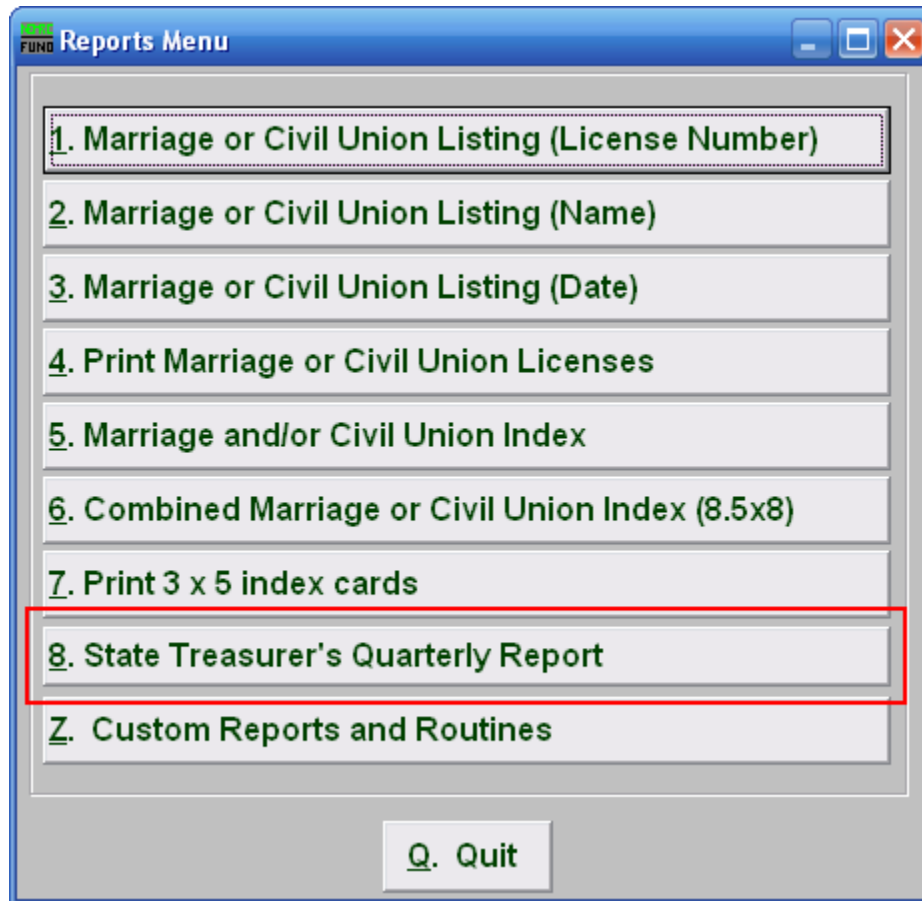 NEMRC
FUND Reports Menu
1. Marriage or Civil Union Listing (License Number)
2. Marriage or Civil Union Listing (Name)
3. Marriage or Civil Union Listing (Date)
4. Print Marriage or Civil Union Licenses
5. Marriage and/or Civil Union Index
6. Combined Marriage or Civil Union Index (8.5x8)
7. Print 3 x 5 index cards
8. State Treasurer's Quarterly Report
Z. Custom Reports and Routines
Q. Quit